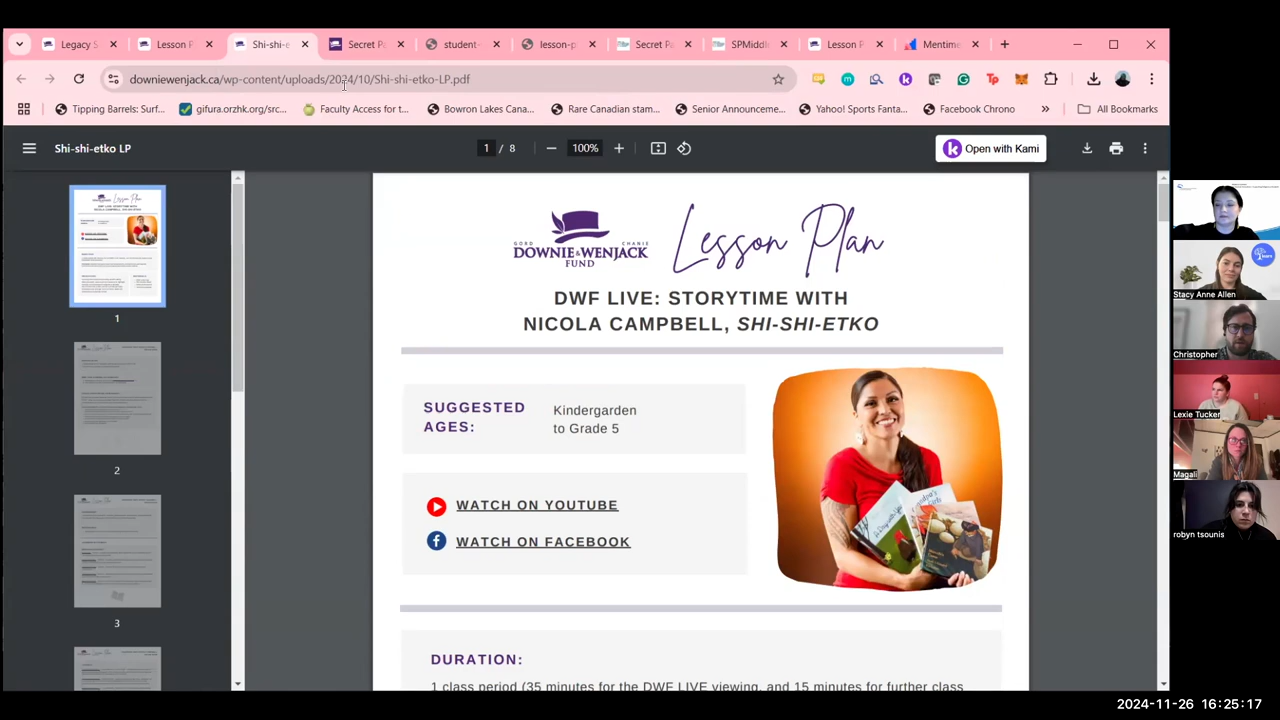 Legacy S
Lesson P
Shi-shi-e
Secret P
student-
lesson-p
Secret Pa
SPMiddl
Lesson P
Mentime
downiewenjack.ca/wp-content/uploads/2024/10/Shi-shi-etko-LP.pdf
Tipping Barrels: Surf...
gifura.orzhk.org/src...
Faculty Access for t...
Bowron Lakes Cana...
Rare Canadian stam...
Senior Announceme...
Yahoo! Sports Fanta...
Facebook Chrono
All Bookmarks
Shi-shi-etko LP
1 / 8
100%
Open with Kami
1
2
3
GORD CHANIE
DOWNIE & WENJACK
FUND
Lesson Plan
DWF LIVE: STORYTIME WITH
NICOLA CAMPBELL, SHI-SHI-ETKO
SUGGESTED
AGES:
Kindergarden
to Grade 5
WATCH ON YOUTUBE
WATCH ON FACEBOOK
DURATION:
1 class period (35 minutes for the DWF LIVE viewing, and 15 minutes for further class
Stacy Anne Allen
Christopher
Lexie Tucker
Magali
robyn tsounis
2024-11-26 16:25:17